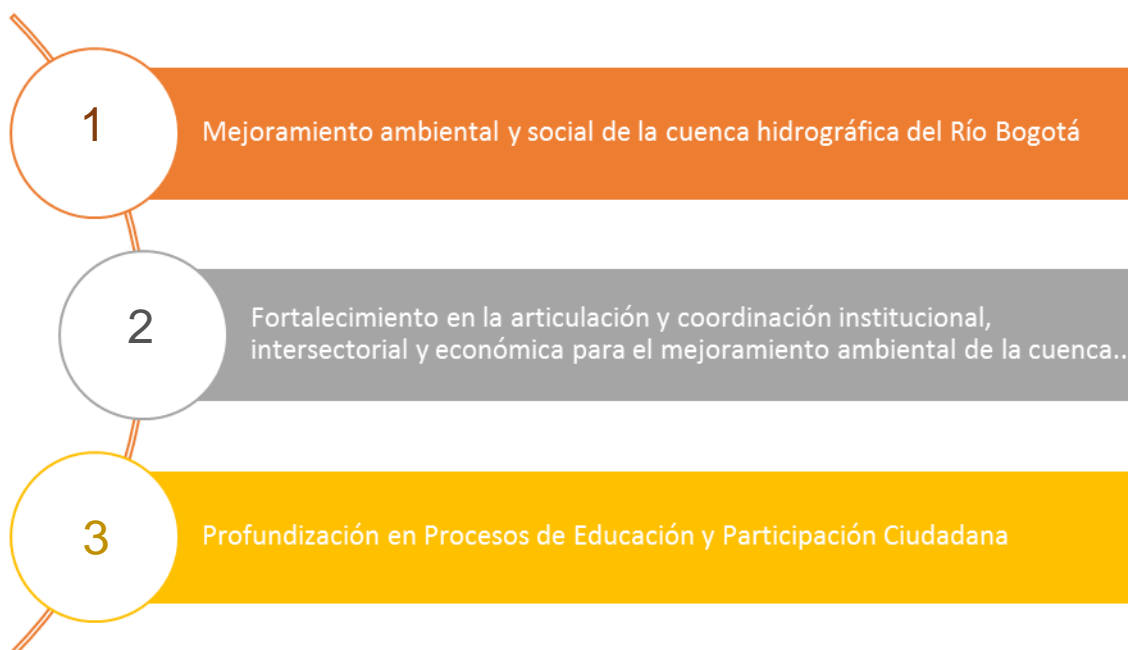 1
Mejoramiento ambiental y social de la cuenca hidrográfica del Río Bogotá
2
Fortalecimiento en la articulación y coordinación institucional,
intersectorial y económica para el mejoramiento ambiental de la cuenca..
3
Profundización en Procesos de Educación y Participación Ciudadana